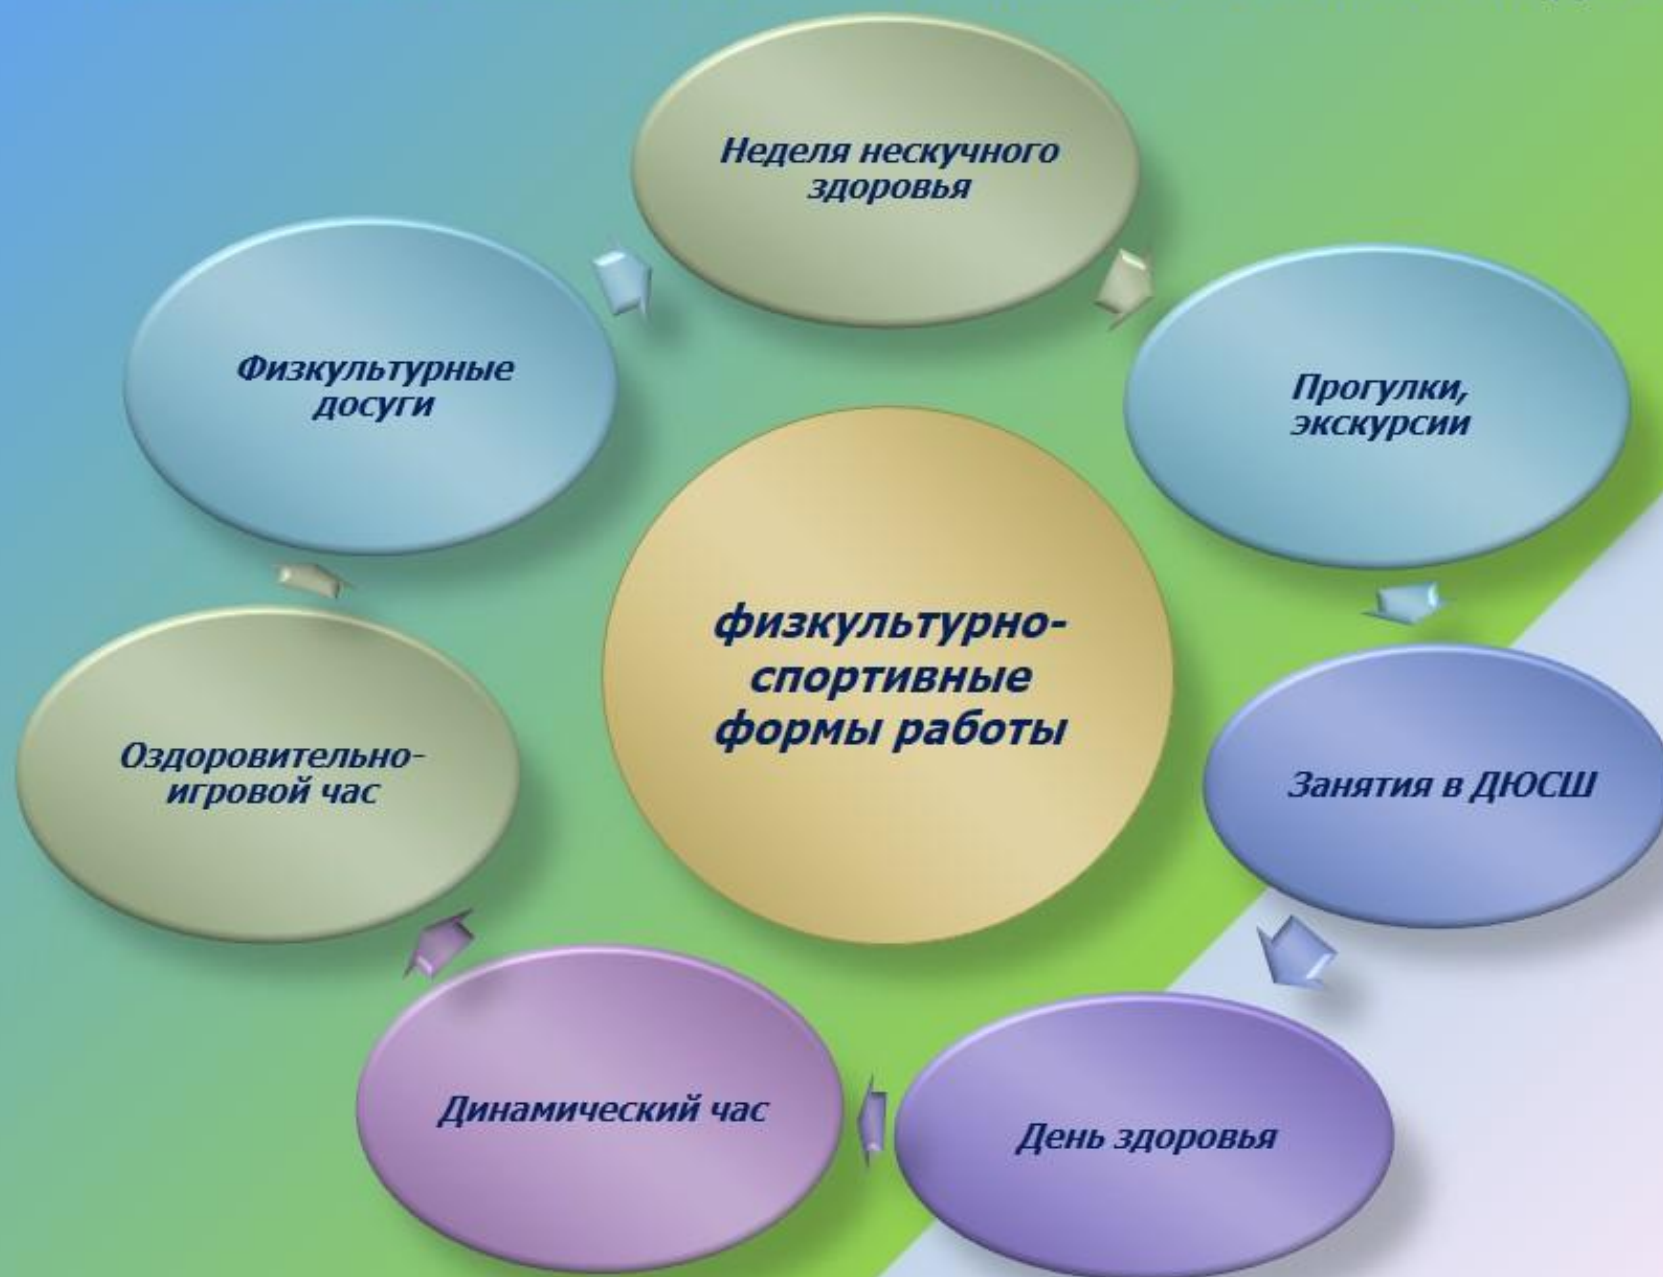 Неделя нескучного
здоровья
Физкультурные
досуги
Прогулки,
экскурсии
физкультурно-
спортивные
формы работы
Оздоровительно-
игровой час
Занятия в ДЮСШ
Динамический час
День здоровья